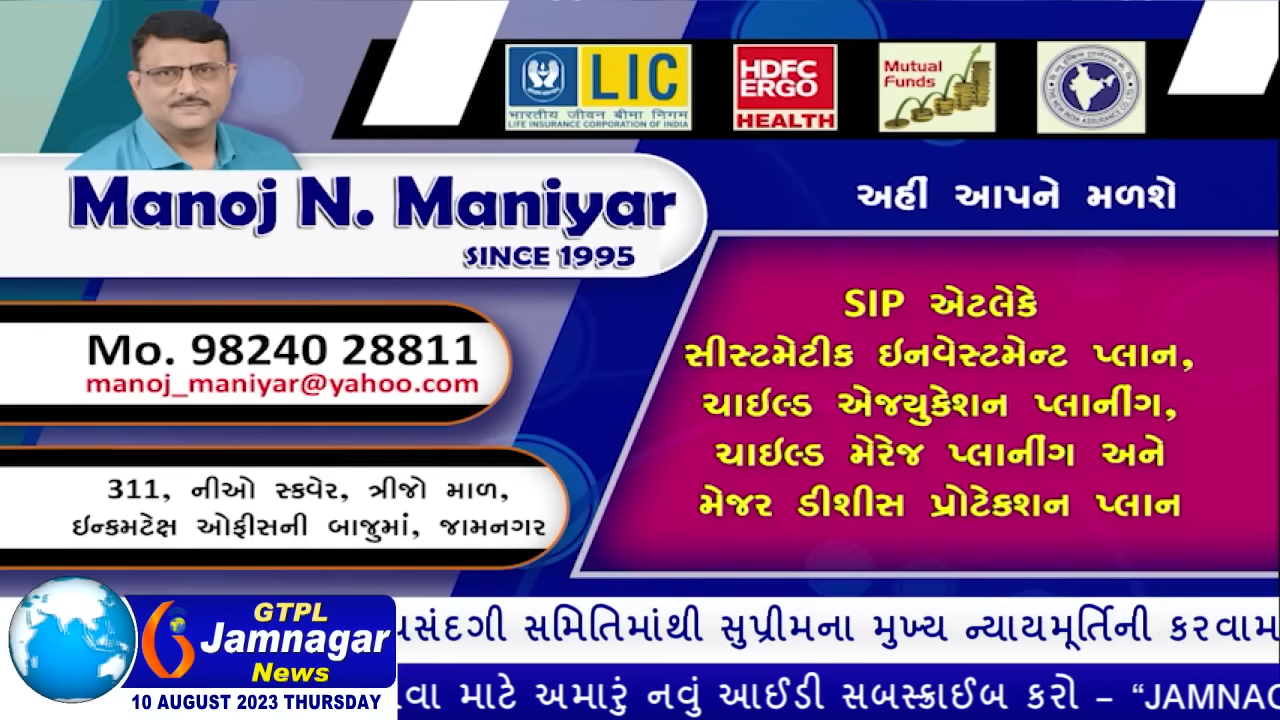 LIC
भारतीय जीवन बीमा निगम
LIFE INSURANCE CORPORATION OF INDIA
HDFC
ERGO
HEALTH
Mutual
Funds
Manoj N. Maniyar
SINCE 1995
Mo. 98240 28811
manoj_maniyar@yahoo.com
311, નીઓ સ્કવેર, ત્રીજો માળ,
ઇન્કમટેક્ષ ઓફીસની બાજુમાં, જામનગર
અહીં આપને મળશે
SIP એટલેકે
સીસ્ટમેટીક ઇનવેસ્ટમેન્ટ પ્લાન,
ચાઇલ્ડ એજ્યુકેશન પ્લાનીંગ,
ચાઇલ્ડ મેરેજ પ્લાનીંગ અને
મેજર ડીશીસ પ્રોટેકશન પ્લાન
GTPL
Jamnagar
News
10 AUGUST 2023 THURSDAY
પસંદગી સમિતિમાંથી સુપ્રીમના મુખ્ય ન્યાયમૂર્તિની કરવામ
વા માટે અમારું નવું આઈડી સબસ્ક્રાઈબ કરો – “JAMNAG